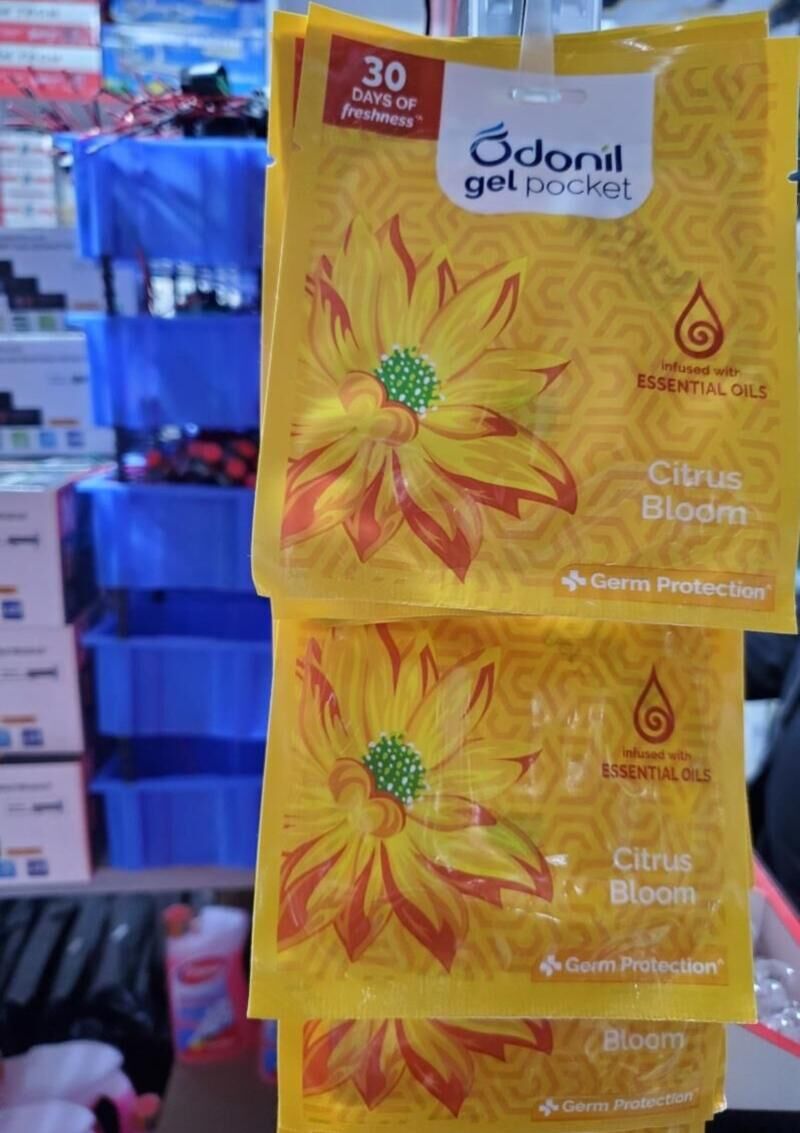 30
DAYS OF
freshness^
Odonil
gel pocket
infused with
ESSENTIAL OILS
Citrus
Bloom
Germ Protection^
infused with
ESSENTIAL OILS
Citrus
Bloom
Germ Protection^
Bloom
Germ Protection^